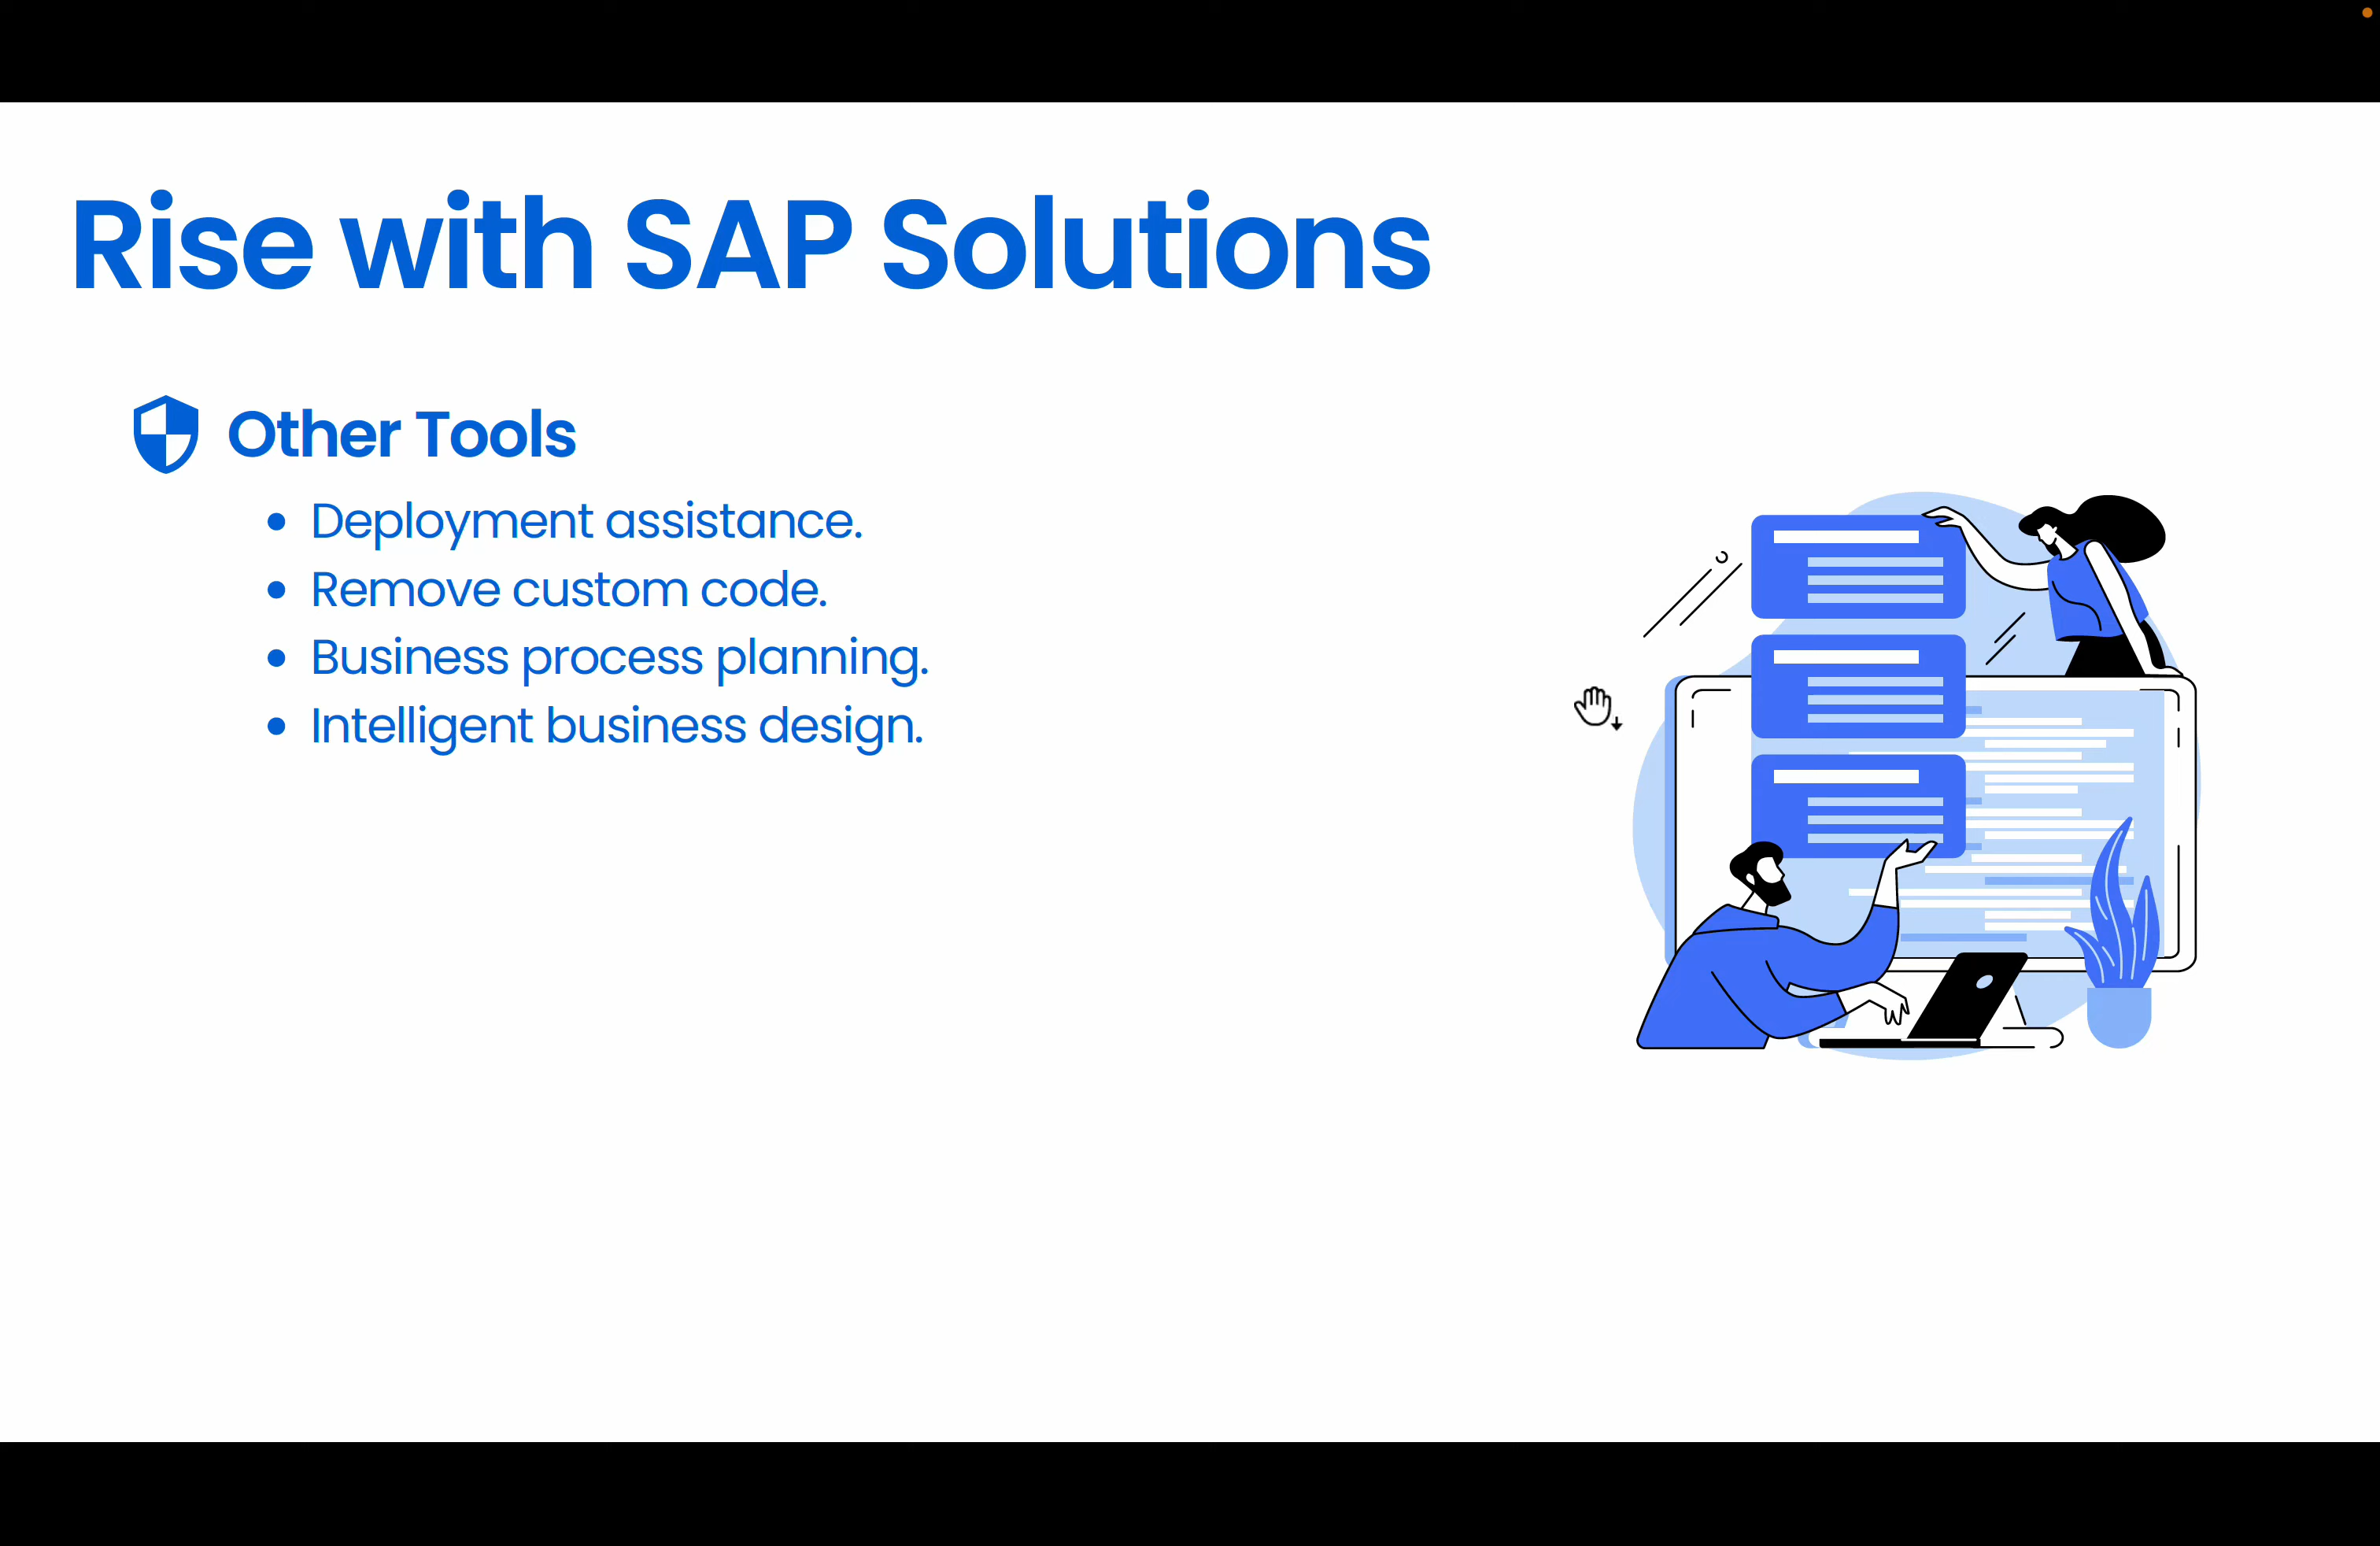 Rise with SAP Solutions
Other Tools
Deployment assistance.
Remove custom code.
Business process planning.
Intelligent business design.